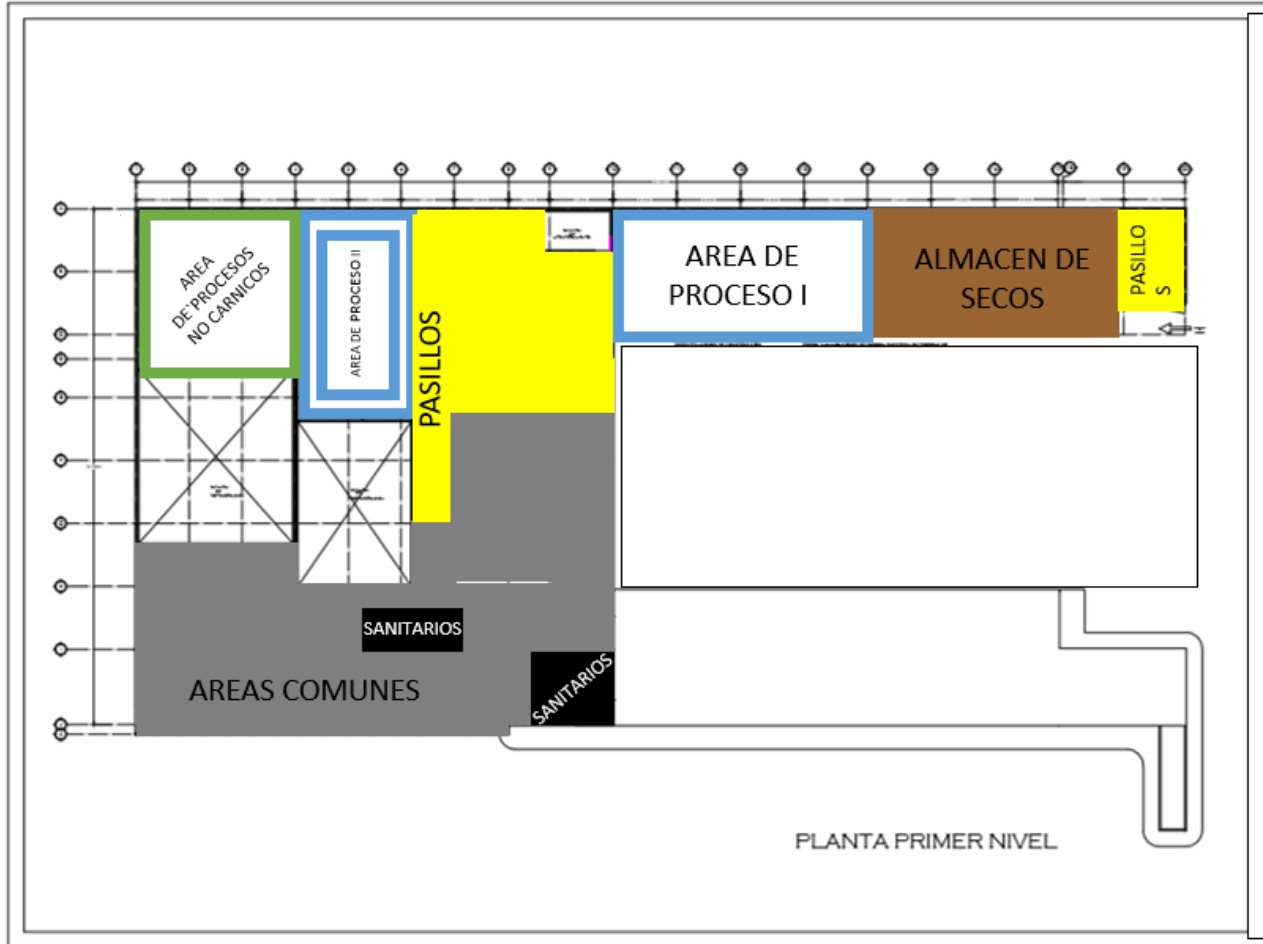 AREA
DE PROCESOS
NO CARNICOS
AREA DE PROCESO II
PASILLOS
AREA DE
PROCESO I
ALMACEN DE
SECOS
PASILLO
S
SANITARIOS
SANITARIOS
AREAS COMUNES
PLANTA PRIMER NIVEL